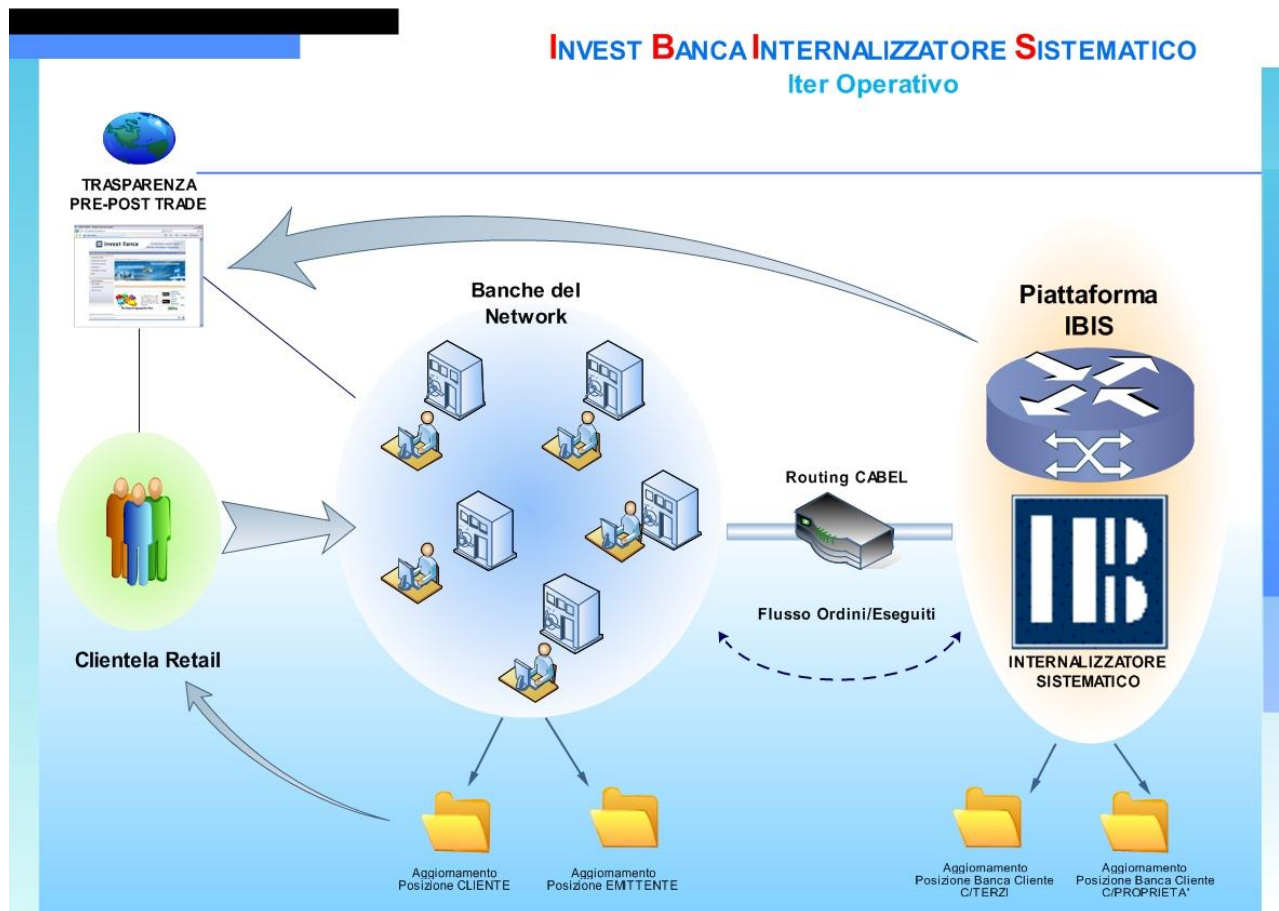 INVEST BANCA INTERNALIZZATORE SISTEMATICO
Iter Operativo
TRASPARENZA
PRE-POST TRADE
Invest Banca
Banche del
Network
Piattaforma
IBIS
Routing CABEL
Flusso Ordini/Eseguiti
INTERNALIZZATORE
SISTEMATICO
Clientela Retail
Aggiornamento
Posizione CLIENTE
Aggiornamento
Posizione EMITTENTE
Aggiornamento
Posizione Banca Cliente
C/TERZI
Aggiornamento
Posizione Banca Cliente
C/PROPRIETA'